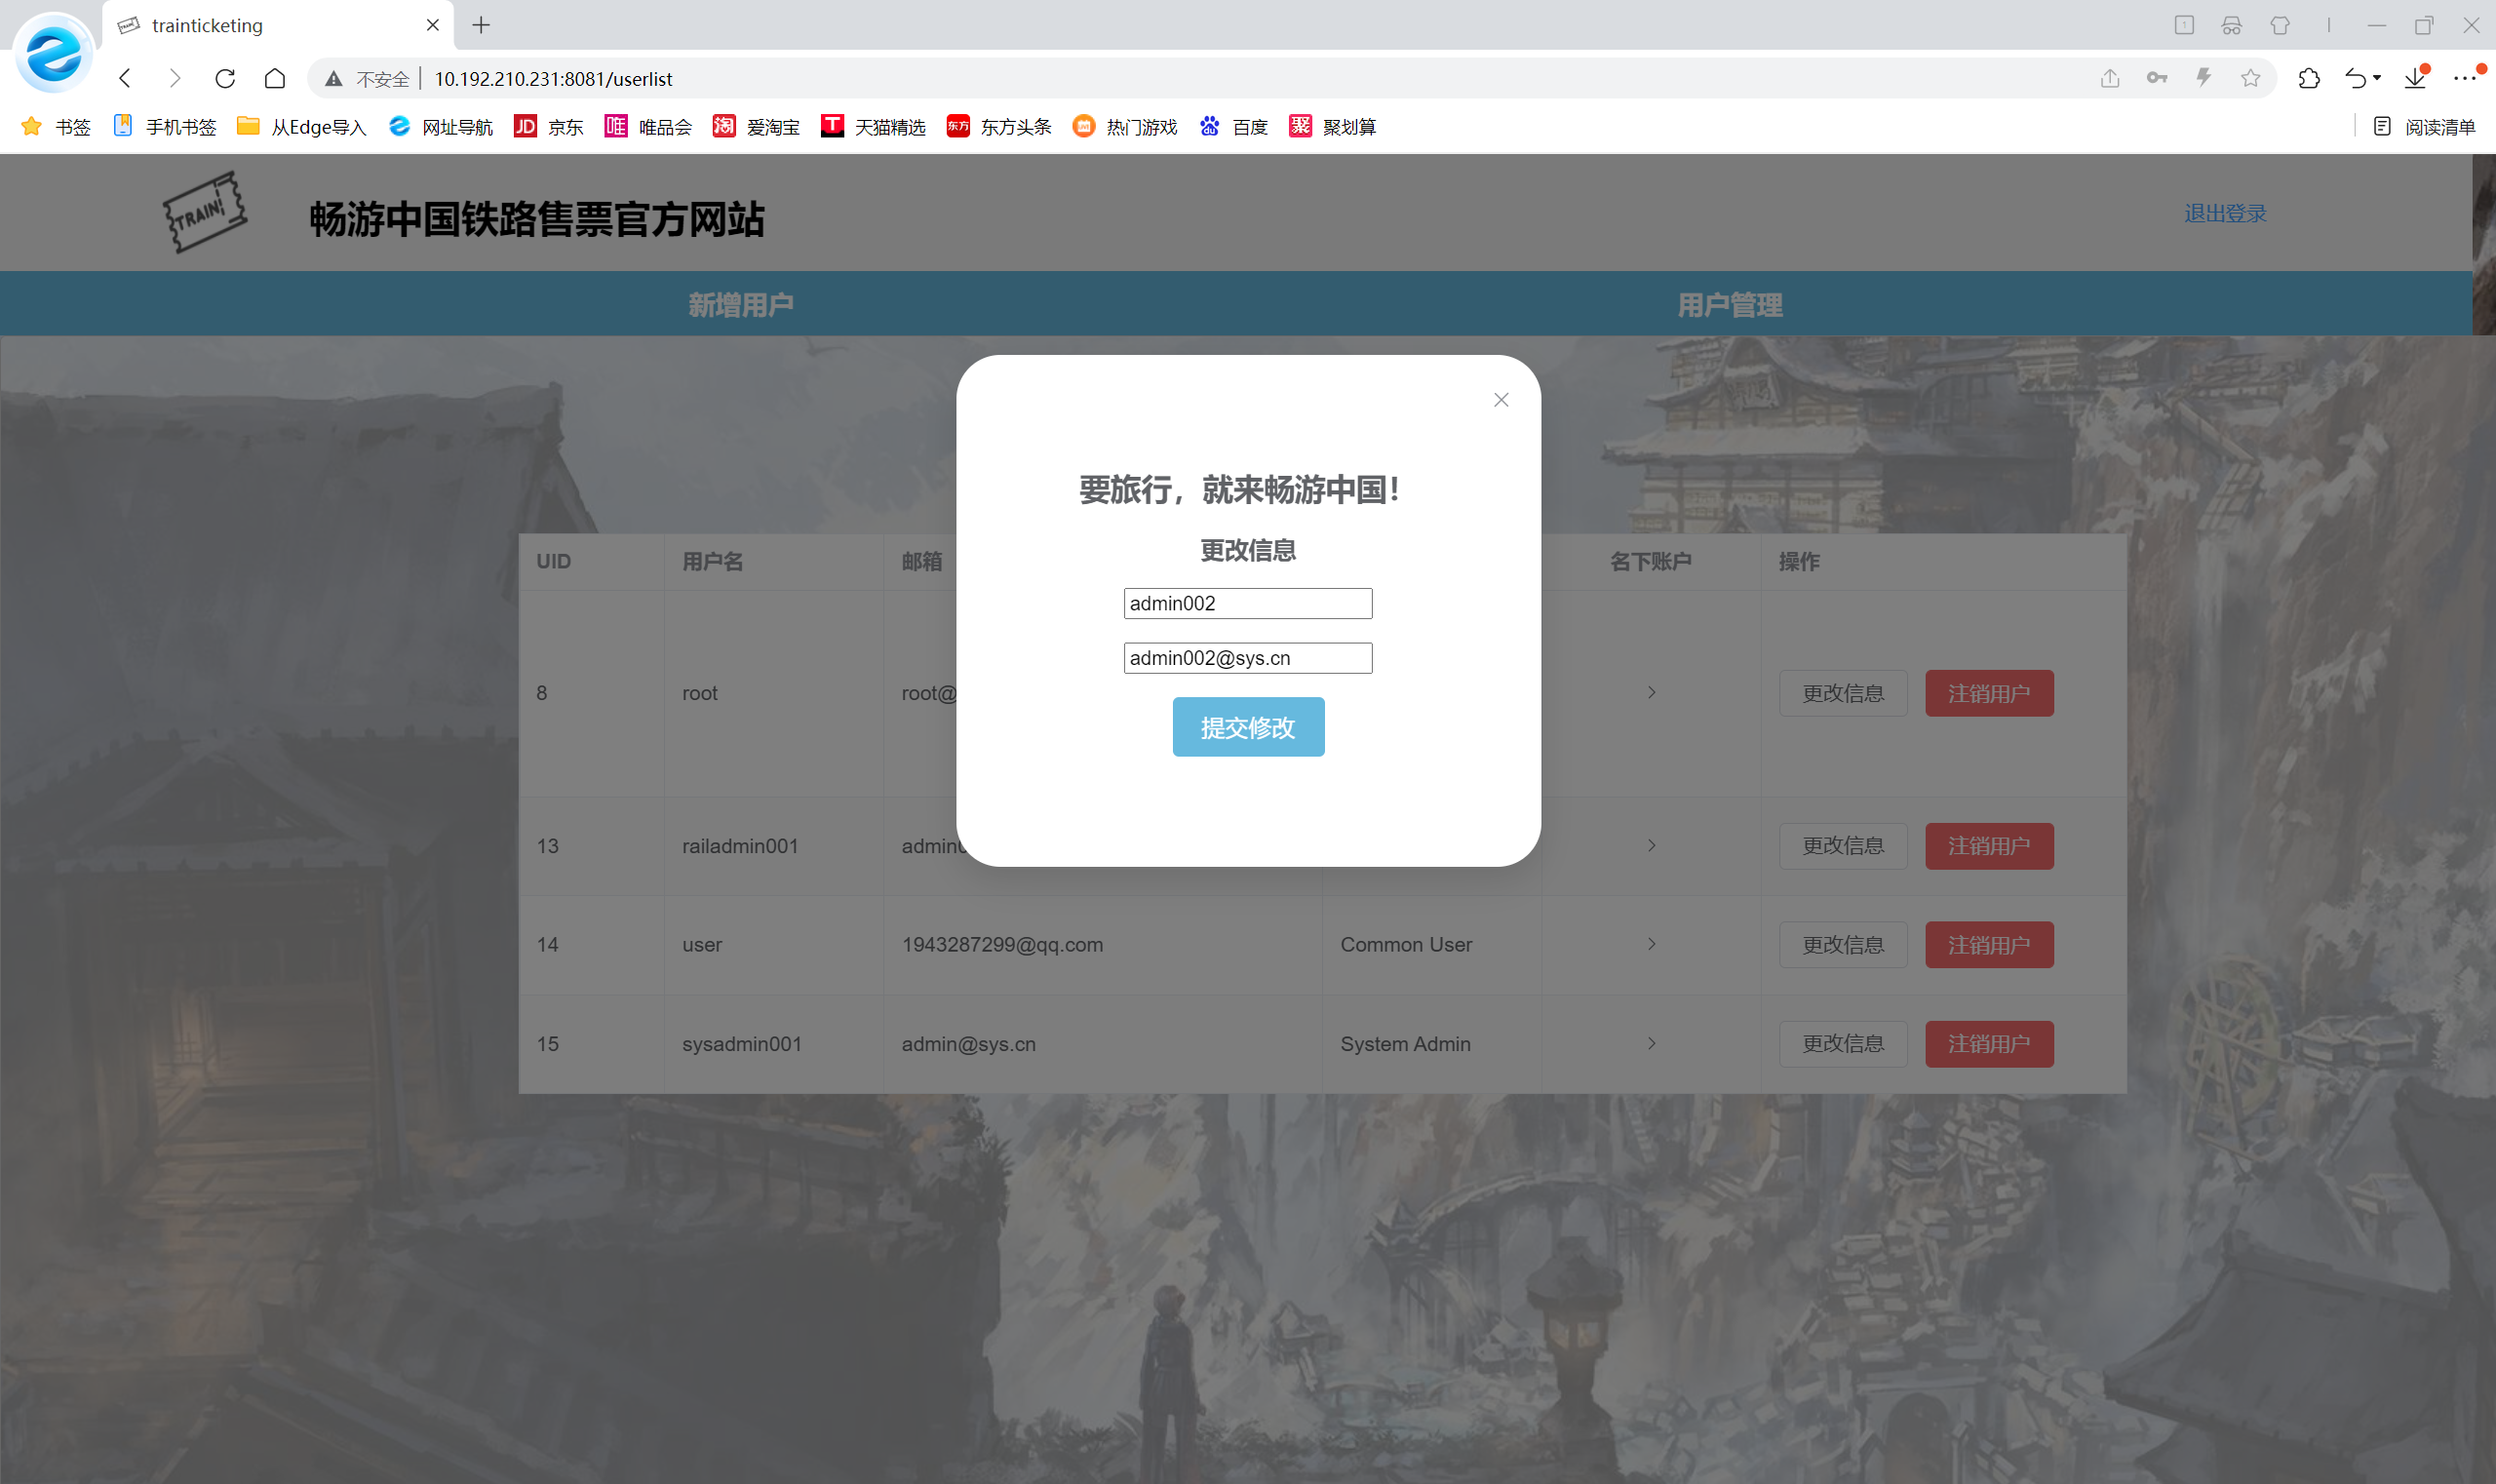 trainticketing
不安全
10.192.210.231:8081/userlist
书签 手机书签 从Edge导入 网址导航 JD 京东 唯 唯品会 淘 爱淘宝 T 天猫精选 东方 东方头条 热门游戏 du 百度 聚 聚划算 阅读清单
TRAIN!
畅游中国铁路售票官方网站
退出登录
新增用户 用户管理
要旅行，就来畅游中国！
更改信息
admin002
admin002@sys.cn
提交修改
UID 用户名 邮箱 名下账户 操作
8 root root@ 更改信息 注销用户
13 railadmin001 admin 更改信息 注销用户
14 user 1943287299@qq.com Common User 更改信息 注销用户
15 sysadmin001 admin@sys.cn System Admin 更改信息 注销用户